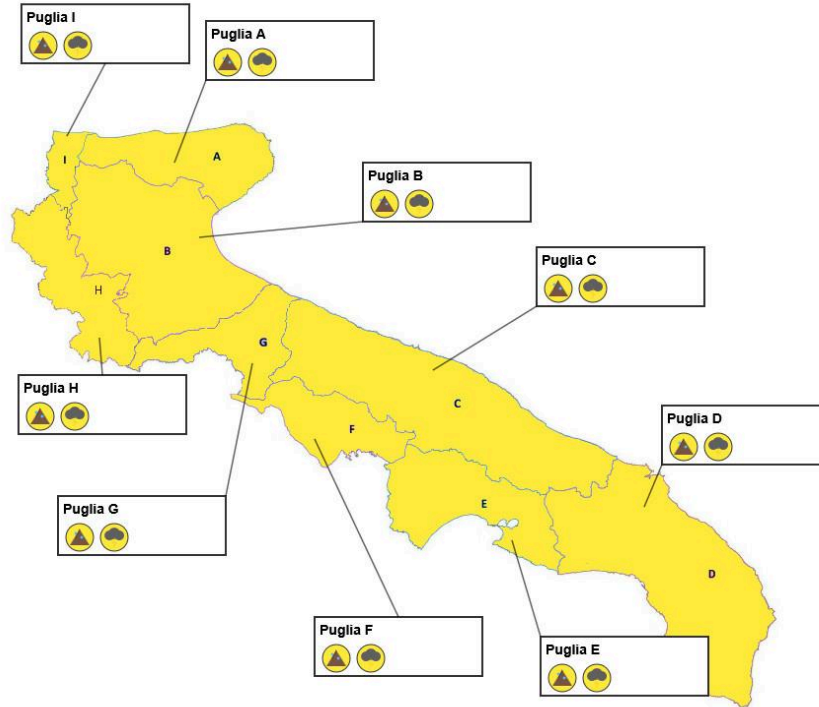 Puglia I
Puglia A
A
I
Puglia B
B
Puglia C
H
G
Puglia H
C
F
Puglia D
Puglia G
E
D
Puglia F
Puglia E